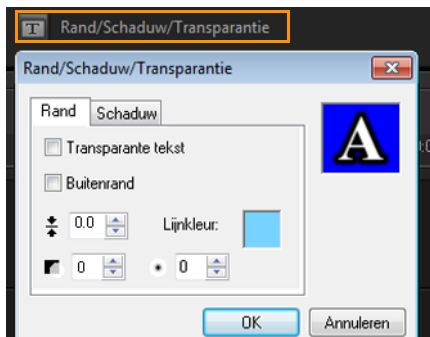 T Rand/Schaduw/Transparantie
Rand/Schaduw/Transparantie
Rand Schaduw
Transparante tekst
A
Buitenrand
0.0 Lijnkleur:
0 0
OK Annuleren